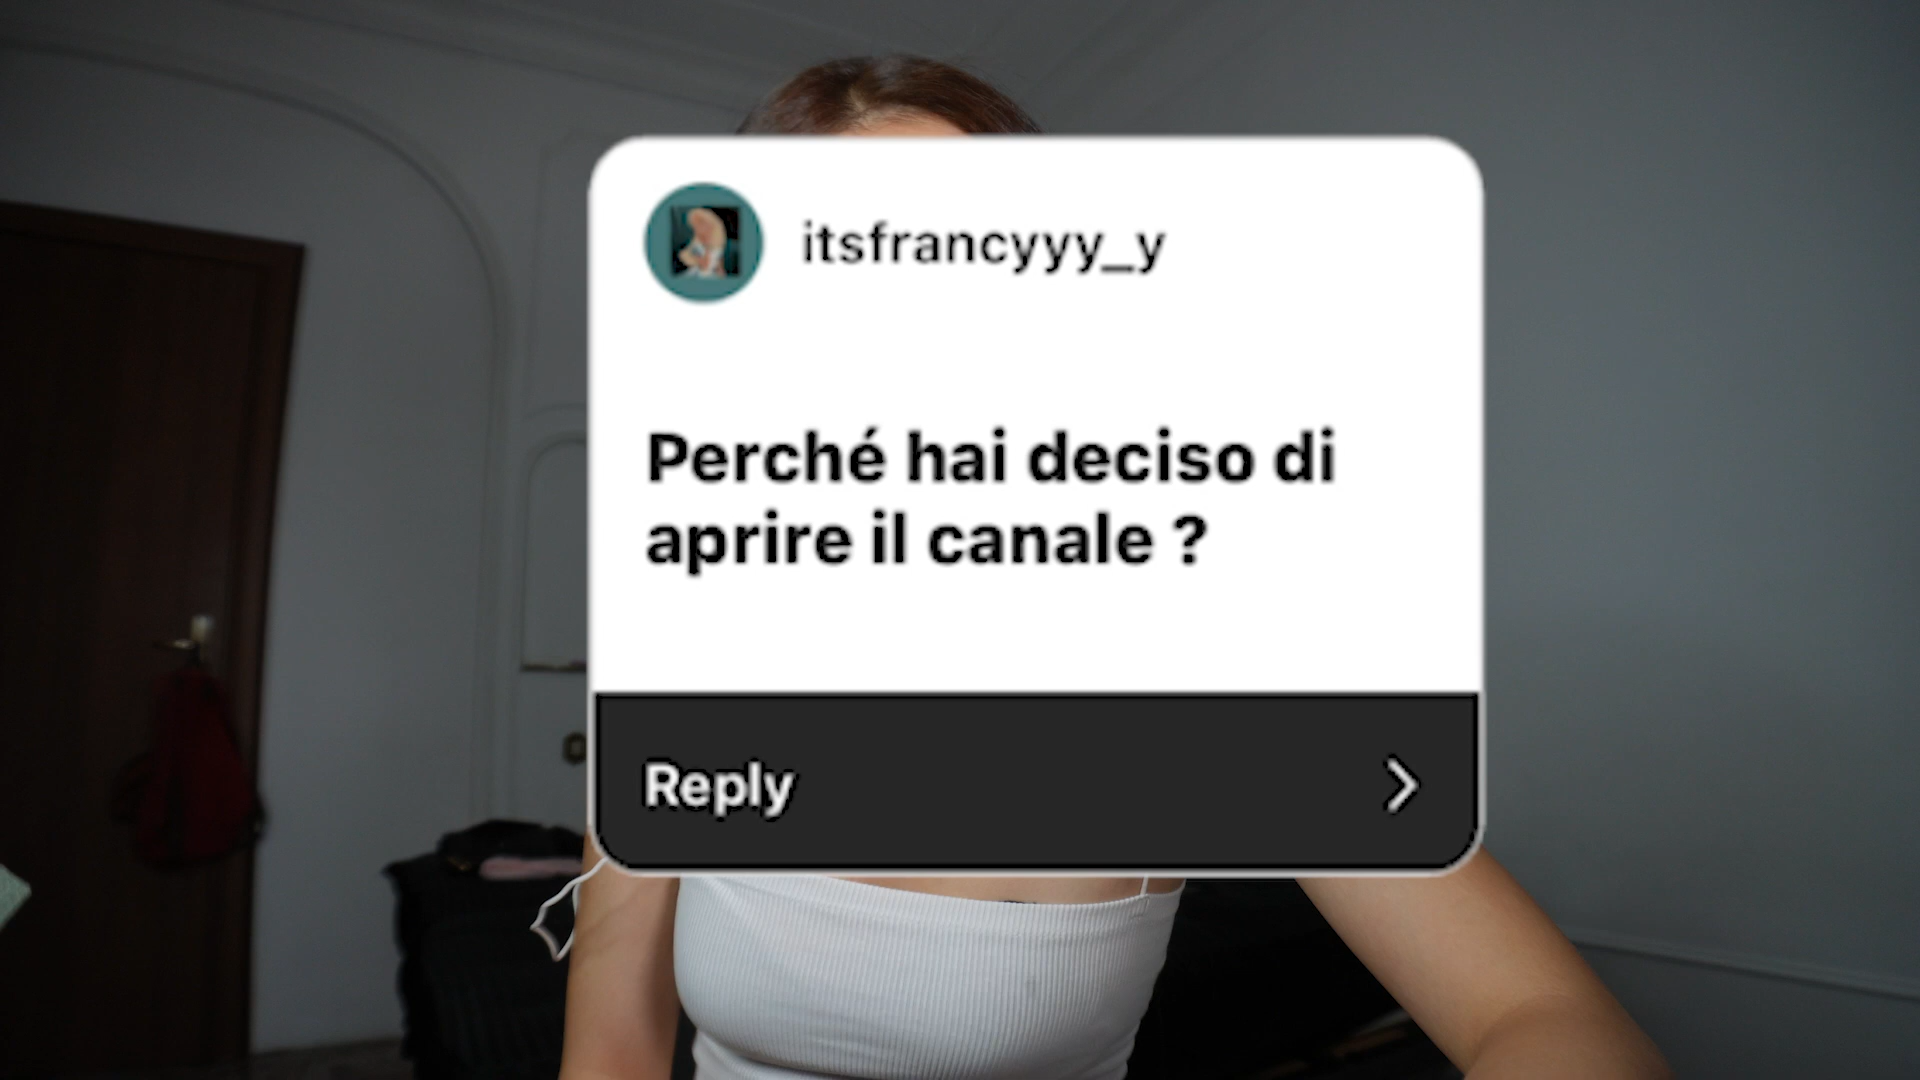 itsfrancyyy_y
Perché hai deciso di
aprire il canale ?
Reply